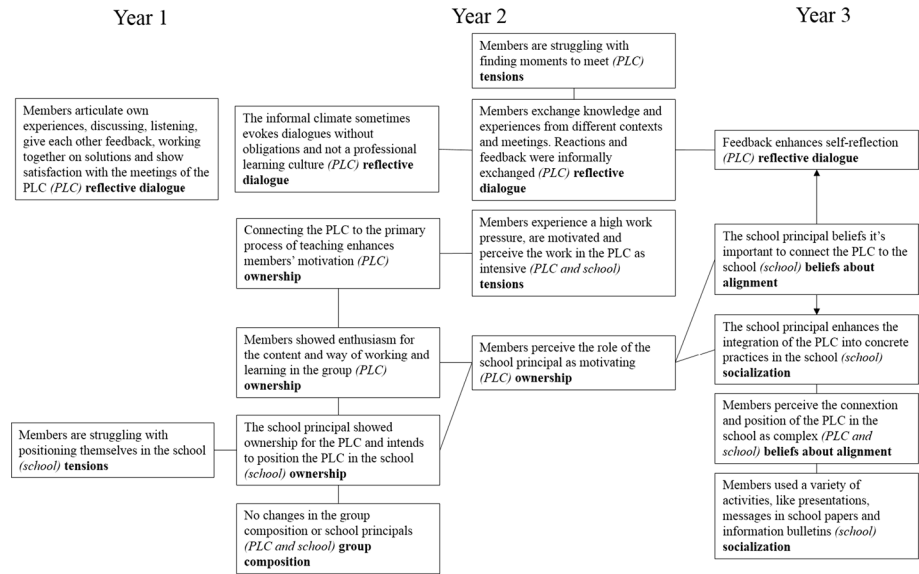 Year 1
Year 2
Year 3
Members articulate own
experiences, discussing, listening,
give each other feedback, working
together on solutions and show
satisfaction with the meetings of the
PLC (PLC) reflective dialogue
Members are struggling with
positioning themselves in the school
(school) tensions
The informal climate sometimes
evokes dialogues without
obligations and not a professional
learning culture (PLC) reflective
dialogue
Connecting the PLC to the primary
process of teaching enhances
members' motivation (PLC)
ownership
Members showed enthusiasm for
the content and way of working and
learning in the group (PLC)
ownership
The school principal showed
ownership for the PLC and intends
to position the PLC in the school
(school) ownership
No changes in the group
composition or school principals
(PLC and school) group
composition
Members are struggling with
finding moments to meet (PLC)
tensions
Members exchange knowledge and
experiences from different contexts
and meetings. Reactions and
feedback were informally
exchanged (PLC) reflective
dialogue
Members experience a high work
pressure, are motivated and
perceive the work in the PLC as
intensive (PLC and school)
tensions
Members perceive the role of the
school principal as motivating
(PLC) ownership
Feedback enhances self-reflection
(PLC) reflective dialogue
The school principal beliefs it's
important to connect the PLC to the
school (school) beliefs about
alignment
The school principal enhances the
integration of the PLC into concrete
practices in the school (school)
socialization
Members perceive the connextion
and position of the PLC in the
school as complex (PLC and
school) beliefs about alignment
Members used a variety of
activities, like presentations,
messages in school papers and
information bulletins (school)
socialization